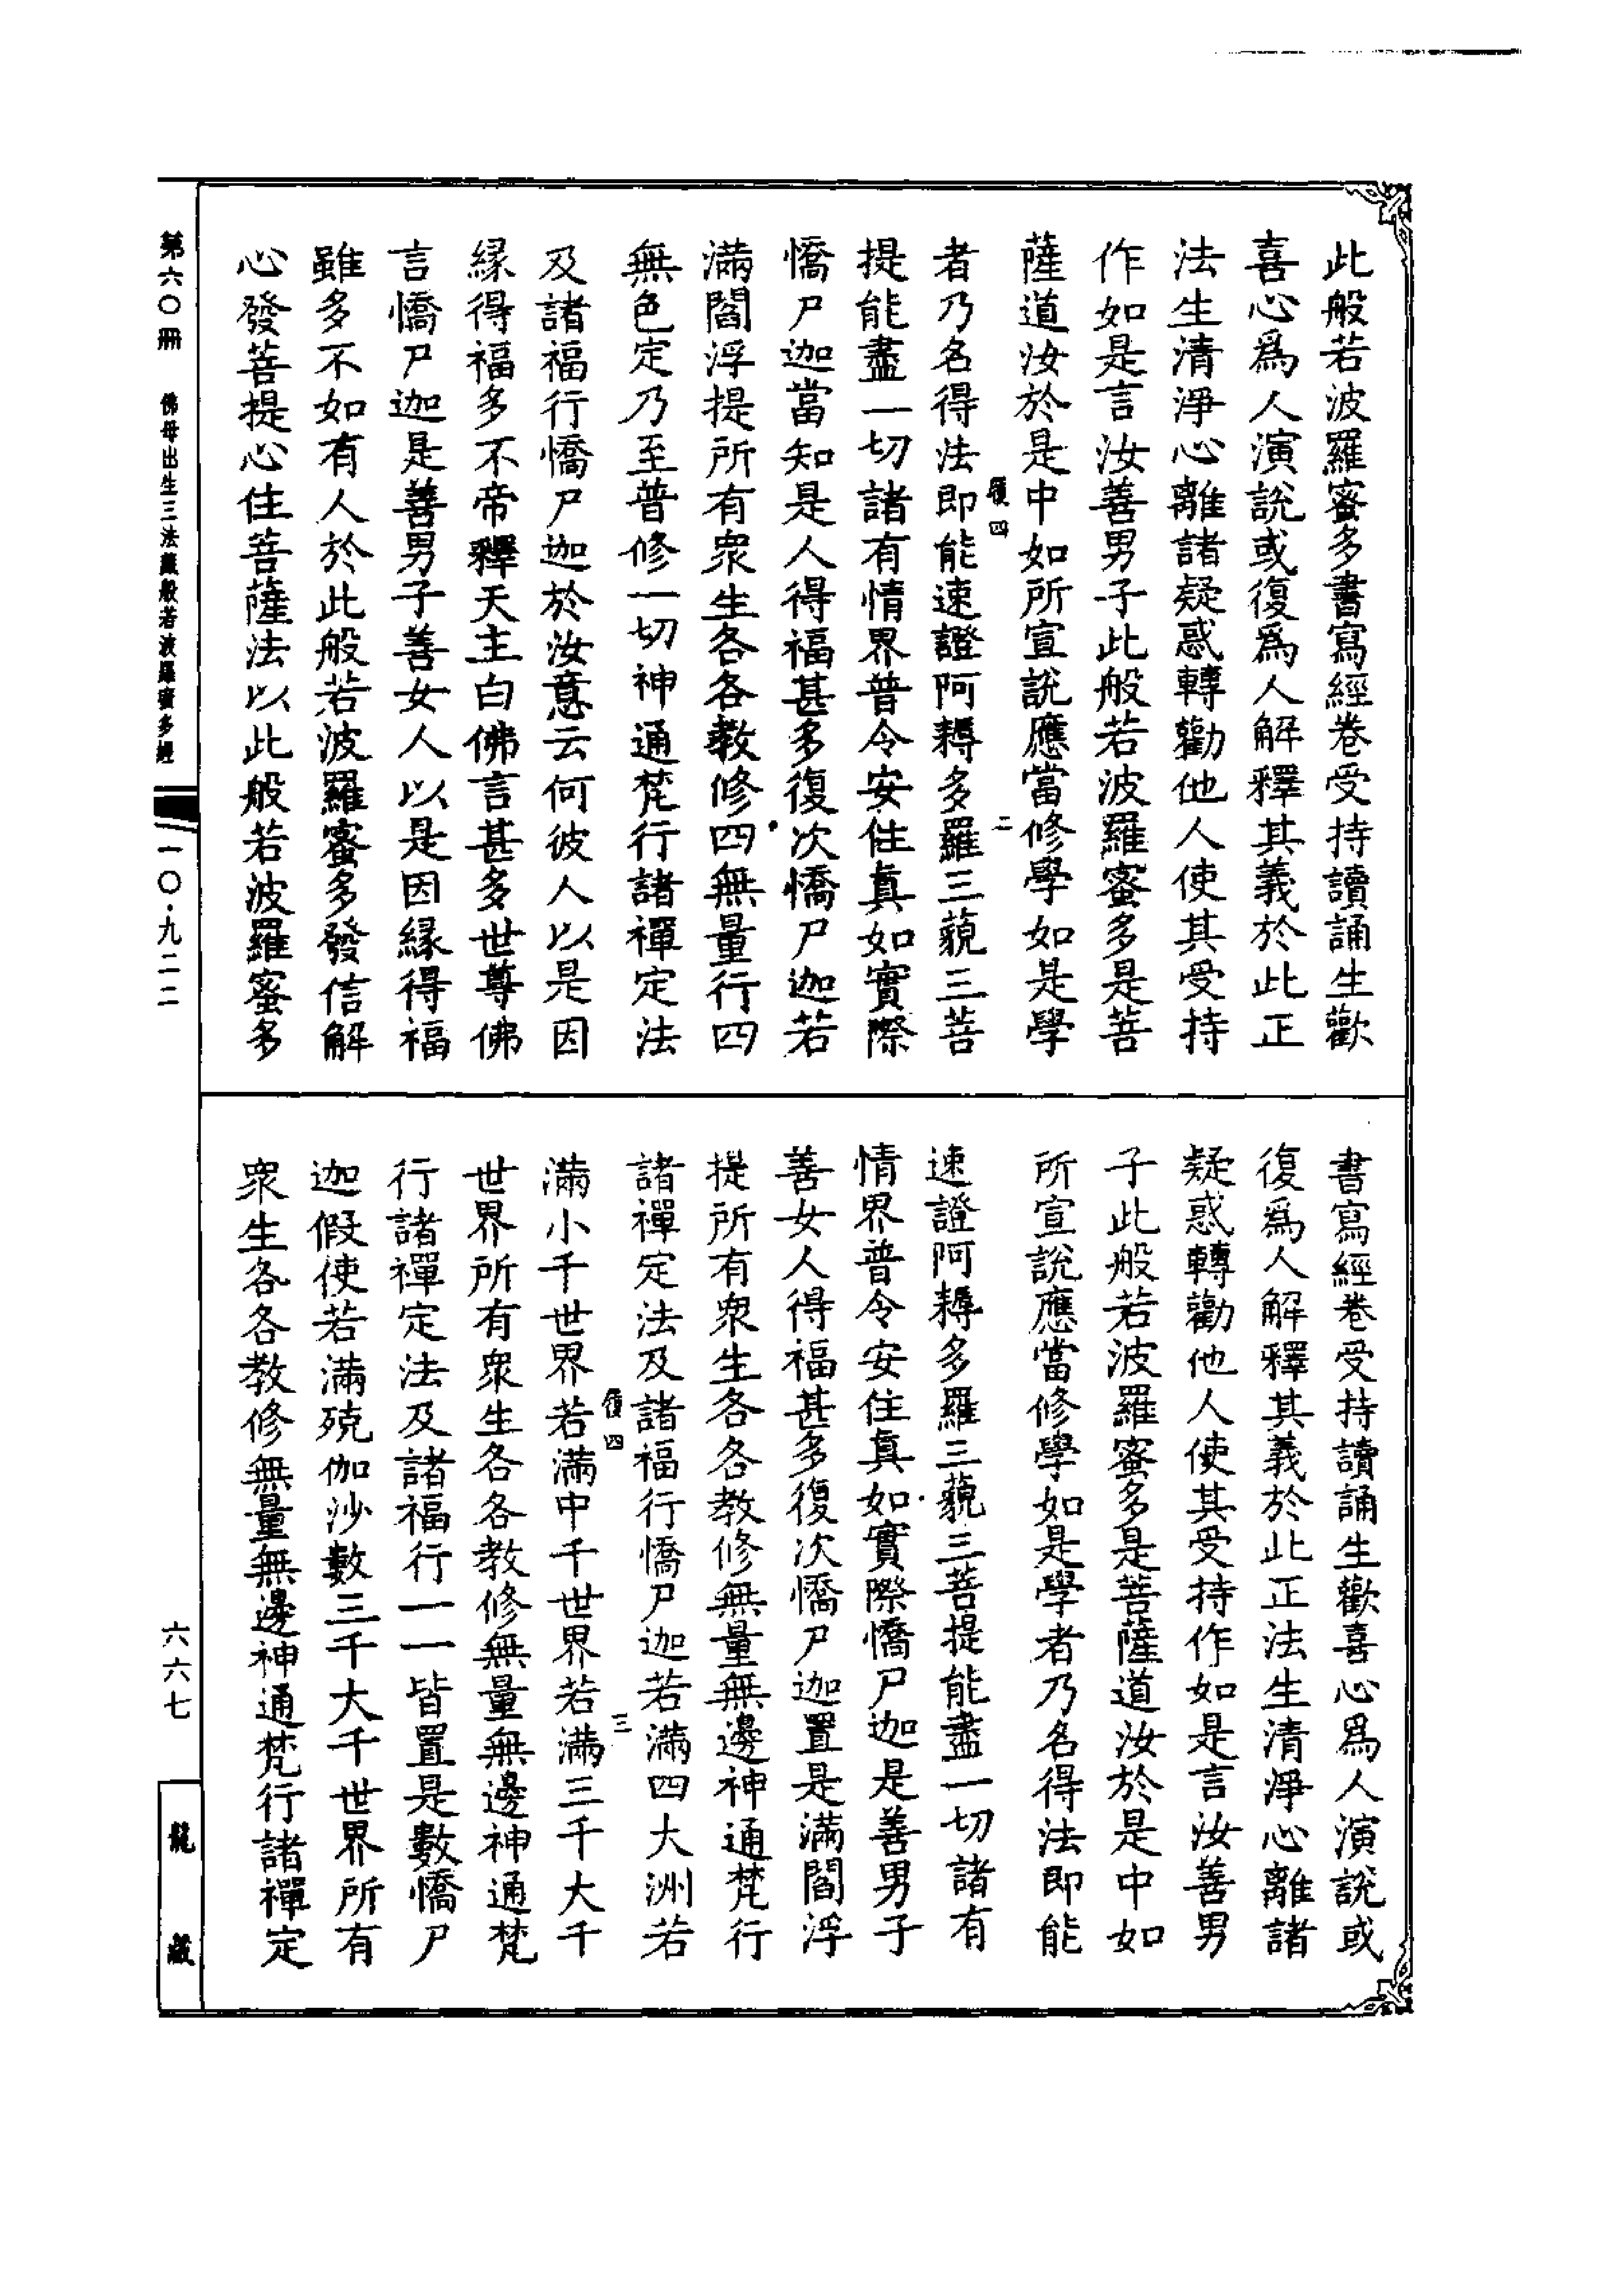 此般若波羅蜜多書寫經卷受持讀誦生歡
喜心爲人演說或復爲人解釋其義於此正
法生清淨心離諸疑惑轉勸他人使其受持
作如是言汝善男子此般若波羅蜜多是菩
薩道汝於是中如所宣說應當修學如是學
履四
二
者乃名得法即能速證阿耨多羅三藐三菩
提能盡一切諸有情界普令安住真如實際
憍尸迦當知是人得福甚多復次憍尸迦若
滿閻浮提所有衆生各各教修四無量行四
無色定乃至普修一切神通梵行諸禪定法
及諸福行憍尸迦於汝意云何彼人以是因
緣得福多不帝釋天主白佛言甚多世尊佛
言憍尸迦是善男子善女人以是因緣得福
雖多不如有人於此般若波羅蜜多發信解
心發菩提心住菩薩法以此般若波羅蜜多
書寫經卷受持讀誦生歡喜心爲人演說或
復爲人解釋其義於此正法生清淨心離諸
疑惑轉勸他人使其受持作如是言汝善男
子此般若波羅蜜多是菩薩道汝於是中如
所宣說應當修學如是學者乃名得法即能
速證阿耨多羅三藐三菩提能盡一切諸有
情界普令安住真如實際憍尸迦是善男子
善女人得福甚多復次憍尸迦置是滿閻浮
提所有衆生各各教修無量無邊神通梵行
諸禪定法及諸福行憍尸迦若滿四大洲若
履四
三
滿小千世界若滿中千世界若滿三千大千
世界所有衆生各各教修無量無邊神通梵
行諸禪定法及諸福行一一皆置是數憍尸
迦假使若滿殑伽沙數三千大千世界所有
衆生各各教修無量無邊神通梵行諸禪定
第六〇册 佛母出生三法藏般若波羅蜜多經
一〇·九二二
六六七
龍藏